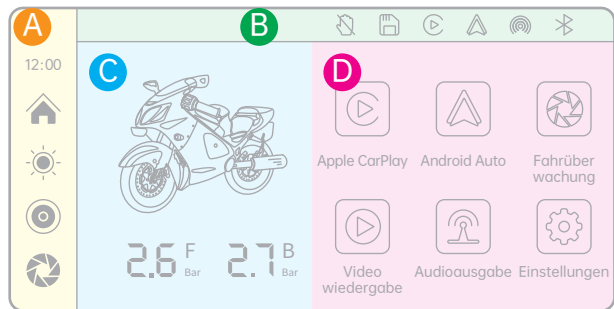 A
B
12:00
C
D
Apple CarPlay
Android Auto
Fahrüber
wachung
2.6 F
Bar
2.7 B
Bar
Video
wiedergabe
Audioausgabe
Einstellungen